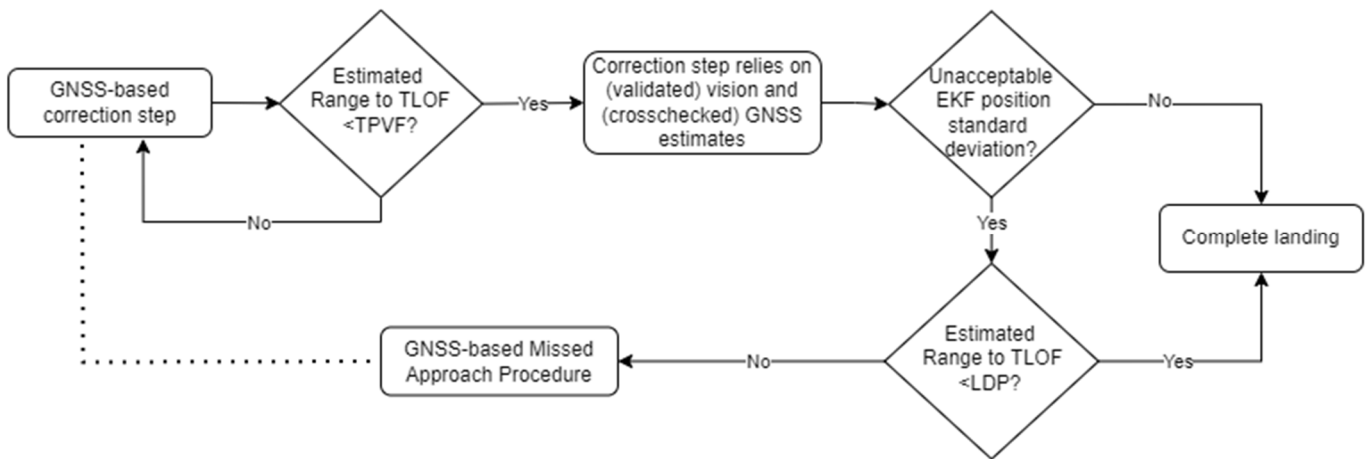 GNSS-based
correction step
Estimated
Range to TLOF
<TPVF?
Yes
No
Correction step relies on
(validated) vision and
(crosschecked) GNSS
estimates
Unacceptable
EKF position
standard
deviation?
No
Yes
Complete landing
Estimated
Range to TLOF
<LDP?
Yes
No
GNSS-based Missed
Approach Procedure